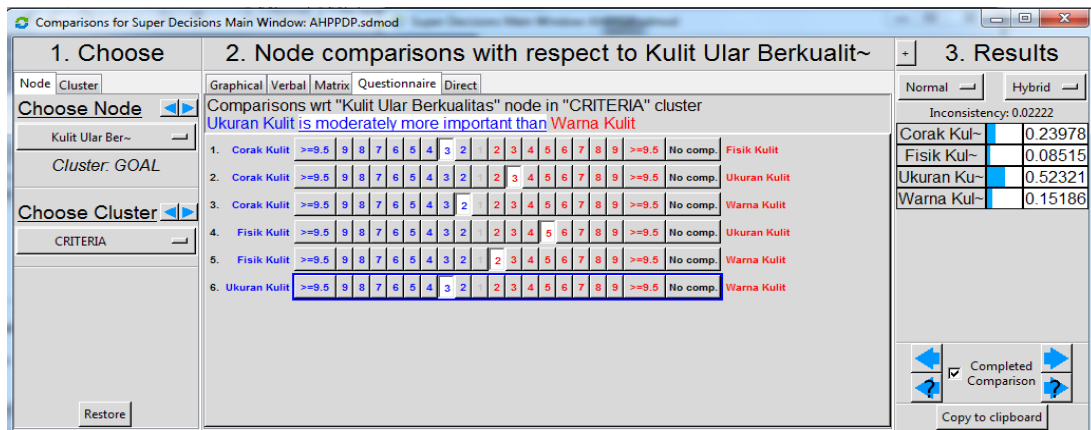 Comparisons for Super Decisions Main Window: AHPPDP.sdmod
1. Choose
2. Node comparisons with respect to Kulit Ular Berkualit~
+ 3. Results
Node Cluster
Graphical Verbal Matrix Questionnaire Direct
Normal Hybrid
Choose Node
Comparisons wrt "Kulit Ular Berkualitas" node in "CRITERIA" cluster
Ukuran Kulit is moderately more important than Warna Kulit
Inconsistency: 0.02222
Kulit Ular Ber~
Cluster: GOAL
Choose Cluster
CRITERIA
Restore
1. Corak Kulit >=9.5 9 8 7 6 5 4 3 2 1 2 3 4 5 6 7 8 9 >=9.5 No comp. Fisik Kulit
2. Corak Kulit >=9.5 9 8 7 6 5 4 3 2 1 2 3 4 5 6 7 8 9 >=9.5 No comp. Ukuran Kulit
3. Corak Kulit >=9.5 9 8 7 6 5 4 3 2 1 2 3 4 5 6 7 8 9 >=9.5 No comp. Warna Kulit
4. Fisik Kulit >=9.5 9 8 7 6 5 4 3 2 1 2 3 4 5 6 7 8 9 >=9.5 No comp. Ukuran Kulit
5. Fisik Kulit >=9.5 9 8 7 6 5 4 3 2 1 2 3 4 5 6 7 8 9 >=9.5 No comp. Warna Kulit
6. Ukuran Kulit >=9.5 9 8 7 6 5 4 3 2 1 2 3 4 5 6 7 8 9 >=9.5 No comp. Warna Kulit
Corak Kul~ 0.23978
Fisik Kul~ 0.08515
Ukuran Ku~ 0.52321
Warna Kul~ 0.15186
Completed
Comparison
? ?
Copy to clipboard